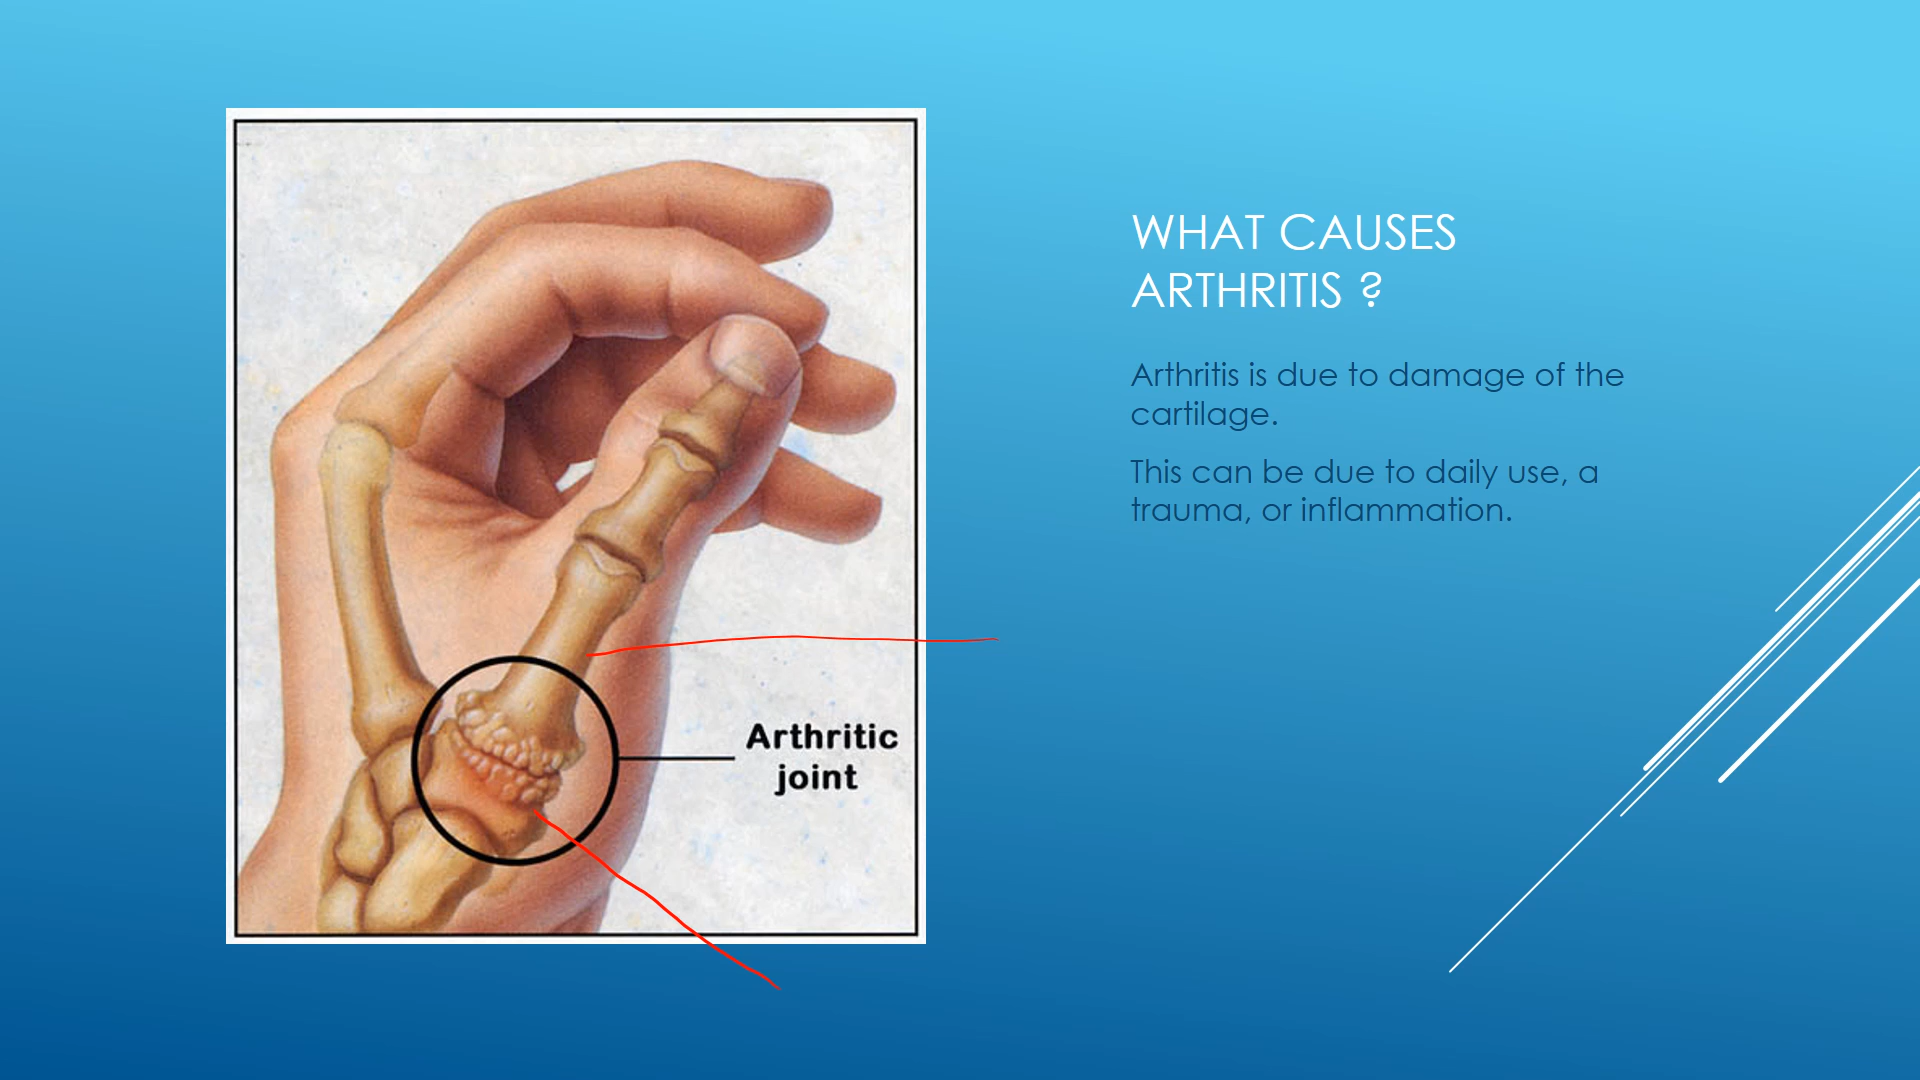 WHAT CAUSES
ARTHRITIS ?
Arthritis is due to damage of the
cartilage.
This can be due to daily use, a
trauma, or inflammation.
Arthritic
joint